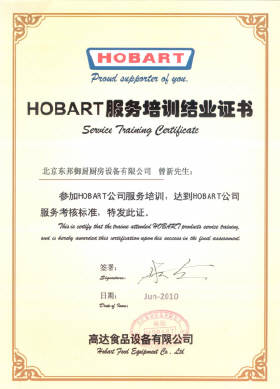 HOBART
Proud supporter of you.
HOBART服务培训结业证书
Service Training Certificate
北京东邦御厨厨房设备有限公司 曾新先生：
参加HOBART公司服务培训，达到HOBART公司
服务考核标准，特发此证。
This is certify that the trainee attended HOBART products service training,
and is hereby awarded this certification upon his success in the final assessment.
签署：
Signature:
日期： Jun-2010
Date of Issue:
高达食品设备有限公司
Hobart Food Equipment Co., Ltd